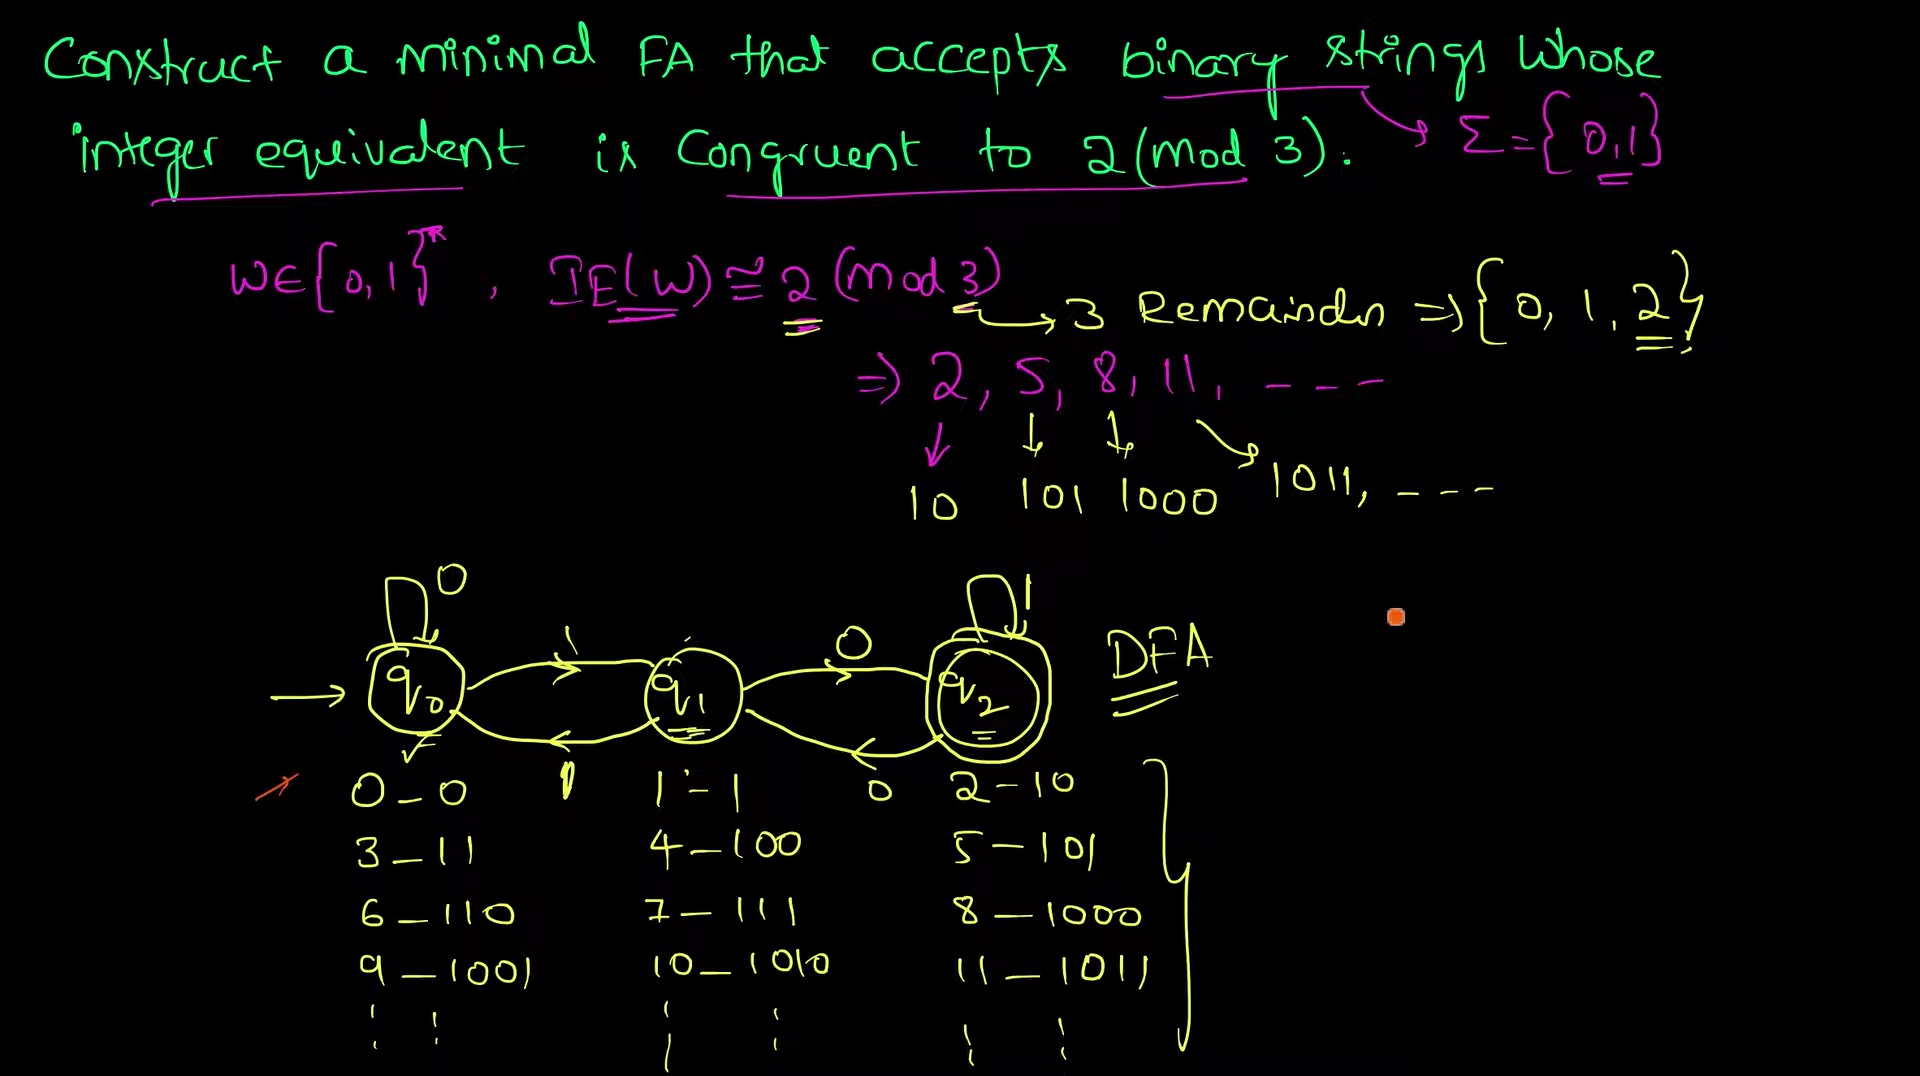 Construct a minimal FA that accepts binary strings whose
integer equivalent is Congruent to 2 (mod 3). Σ = {0,1}
W∈{0,1}*, IE(W) ≅ 2 (mod 3)
3 Remainders ⇒ {0, 1, 2}
⇒ 2, 5, 8, 11, - - -
10 101 1000 1011, - - -
0 1
1 0
q0 q1 q2 DFA
1 0
0 – 0 1 – 1 2 – 10
3 – 11 4 – 100 5 – 101
6 – 110 7 – 111 8 – 1000
9 – 1001 10 – 1010 11 – 1011